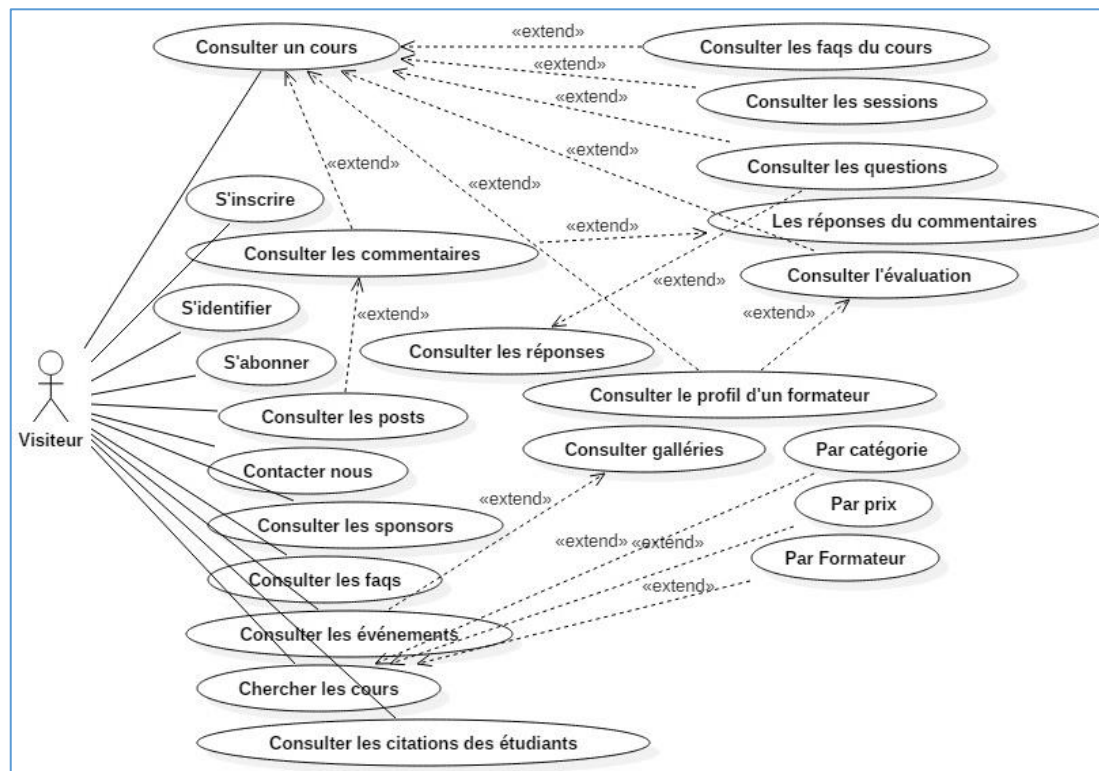 Consulter un cours
«extend»
Consulter les faqs du cours
«extend»
Consulter les sessions
«extend»
«extend»
«extend»
Consulter les questions
«extend»
S'inscrire
Les réponses du commentaires
«extend»
Consulter les commentaires
Consulter l'évaluation
«extend»
S'identifier
«extend»
«extend»
Consulter les réponses
S'abonner
Consulter le profil d'un formateur
Consulter les posts
Visiteur
Consulter galléries
Par catégorie
Contacter nous
«extend»
Par prix
Consulter les sponsors
«extend»
«extend»
Par Formateur
Consulter les faqs
«extend»
Consulter les événements
Chercher les cours
Consulter les citations des étudiants